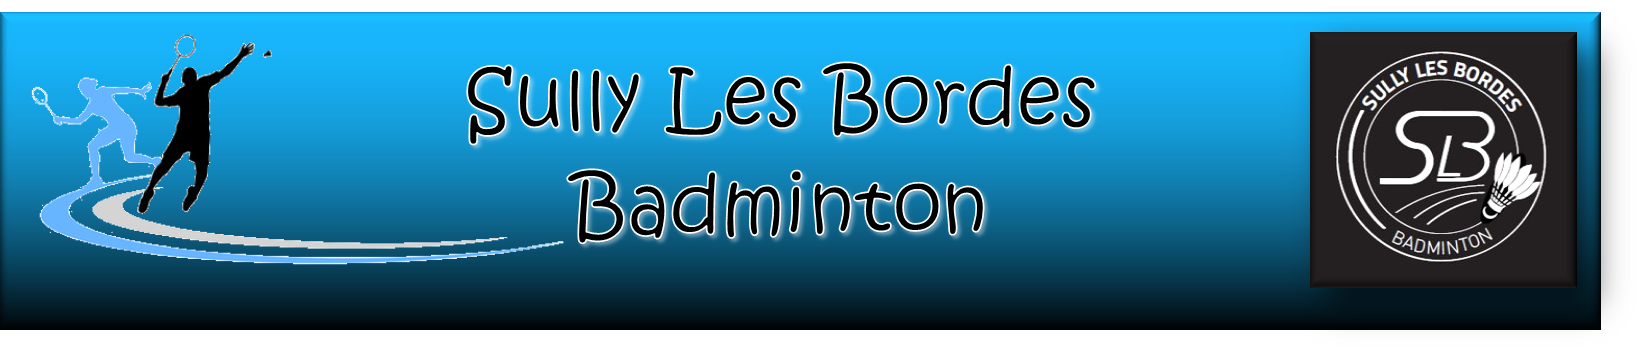 Sully Les Bordes
Badminton
SULLY LES BORDES
SLB
BADMINTON